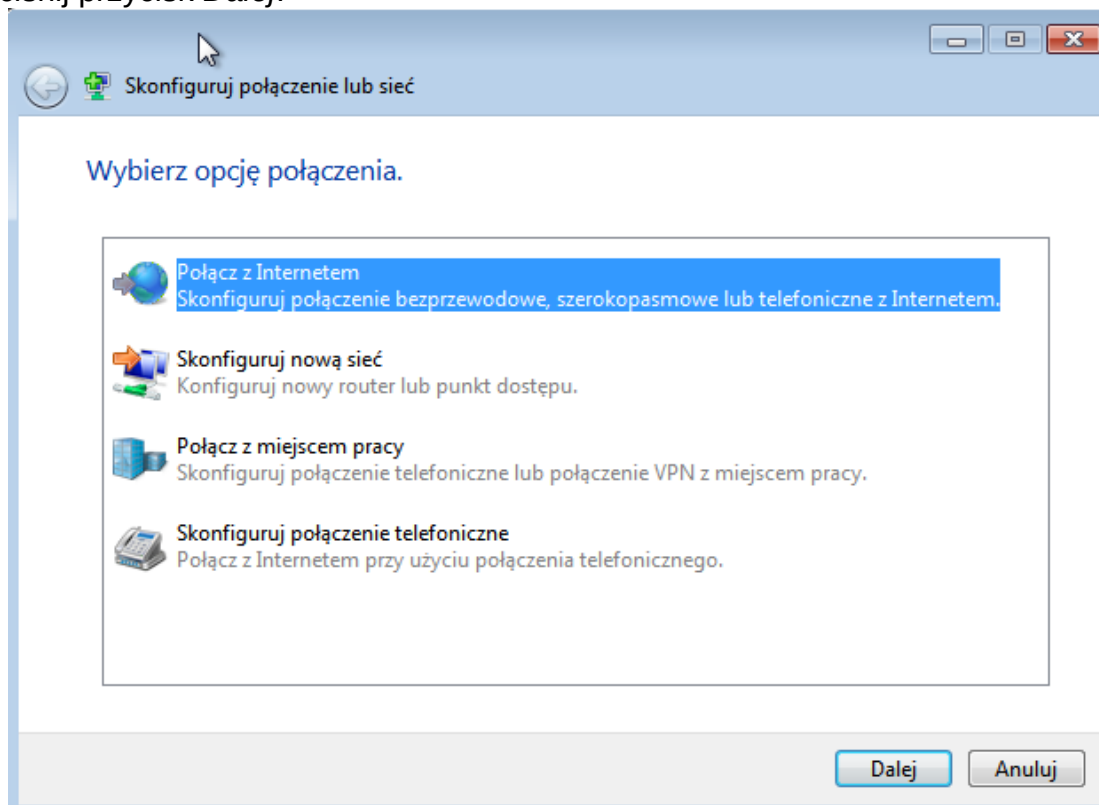 przycisk Dalej.
Skonfiguruj połączenie lub sieć
Wybierz opcję połączenia.
Połącz z Internetem
Skonfiguruj połączenie bezprzewodowe, szerokopasmowe lub telefoniczne z Internetem.
Skonfiguruj nową sieć
Konfiguruj nowy router lub punkt dostępu.
Połącz z miejscem pracy
Skonfiguruj połączenie telefoniczne lub połączenie VPN z miejscem pracy.
Skonfiguruj połączenie telefoniczne
Połącz z Internetem przy użyciu połączenia telefonicznego.
Dalej Anuluj